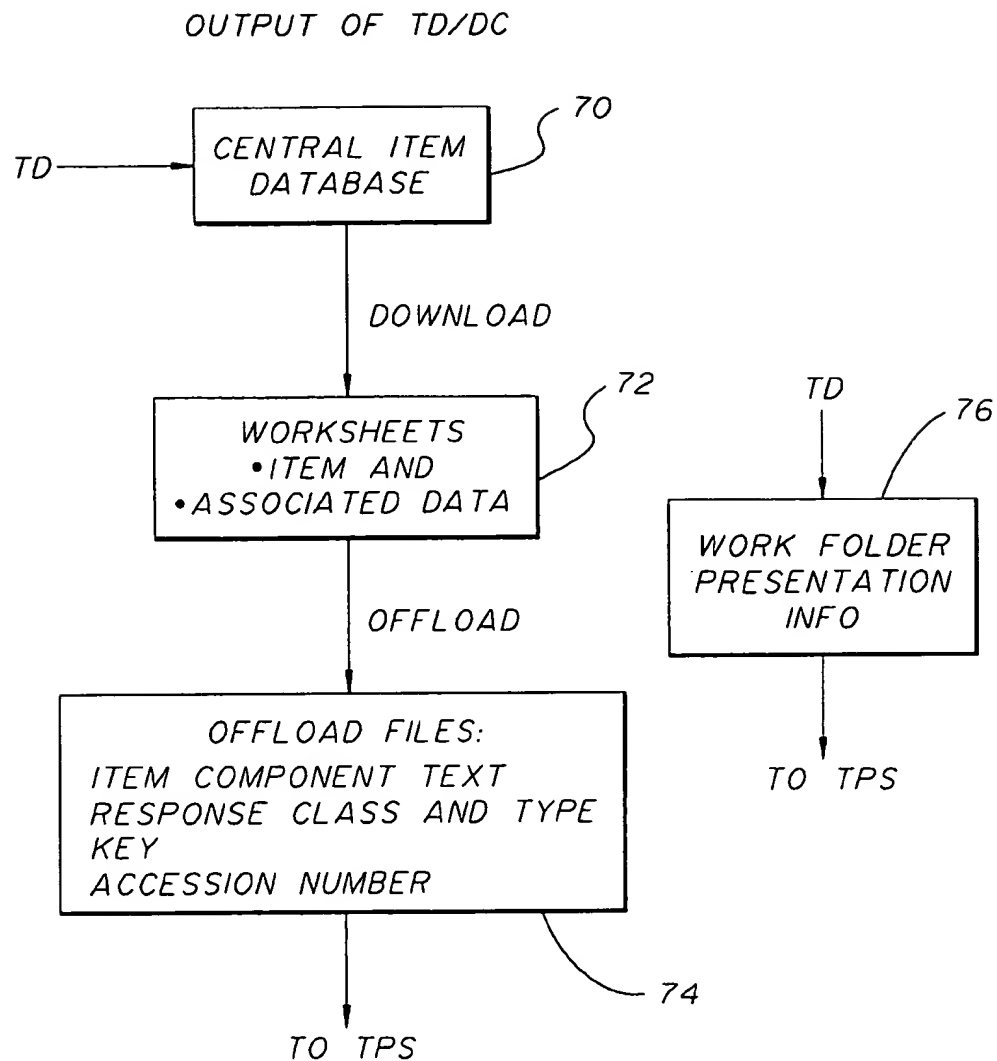 OUTPUT OF TD/DC
70
TD
CENTRAL ITEM
DATABASE
DOWNLOAD
72
WORKSHEETS
•ITEM AND
•ASSOCIATED DATA
OFFLOAD
OFFLOAD FILES:
ITEM COMPONENT TEXT
RESPONSE CLASS AND TYPE
KEY
ACCESSION NUMBER
74
TO TPS
TD
76
WORK FOLDER
PRESENTATION
INFO
TO TPS